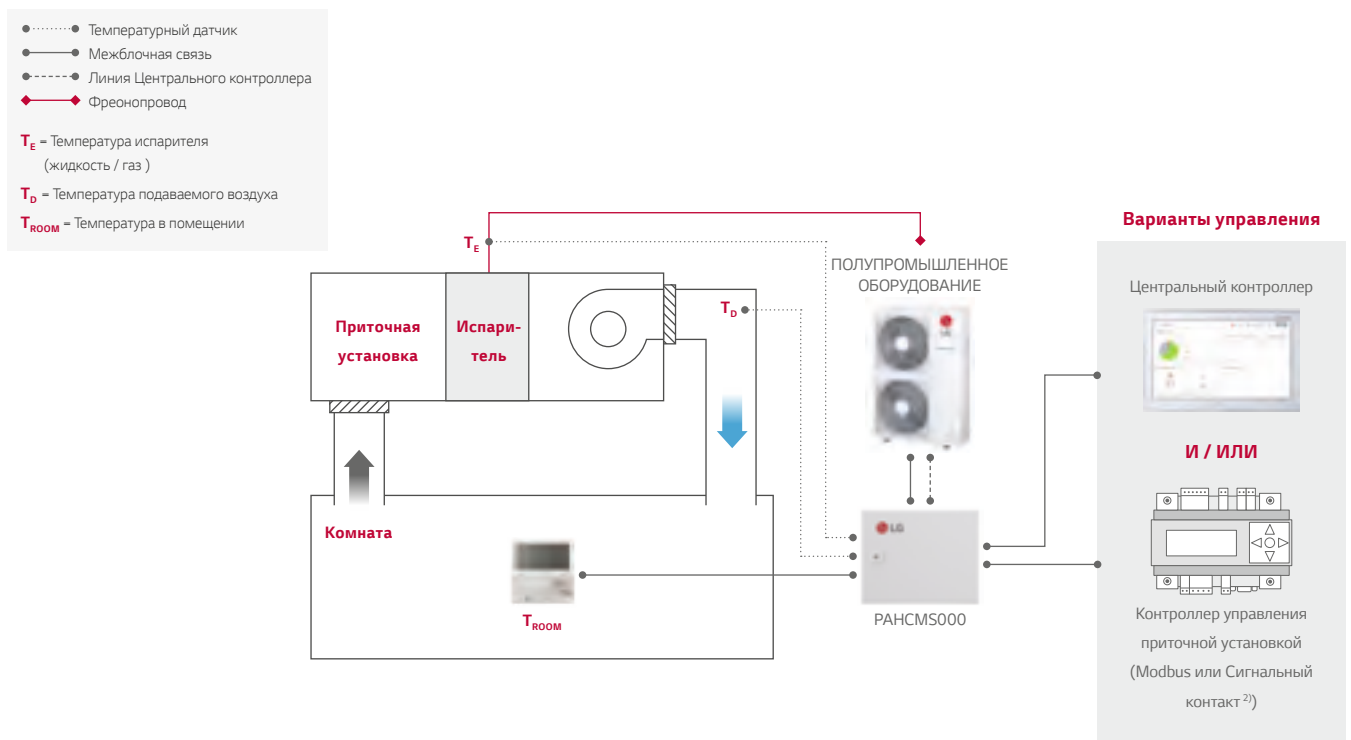 Температурный датчик
Межблочная связь
Линия Центрального контроллера
Фреонопровод
TE = Температура испарителя
(жидкость / газ )
TD = Температура подаваемого воздуха
TROOM = Температура в помещении
Варианты управления
TE
ПОЛУПРОМЫШЛЕННОЕ
ОБОРУДОВАНИЕ
Центральный контроллер
TD
Приточная
установка
Испари-
тель
И / ИЛИ
Комната
LG
TROOM
PAHCMS000
Контроллер управления
приточной установкой
(Modbus или Сигнальный
контакт 2))